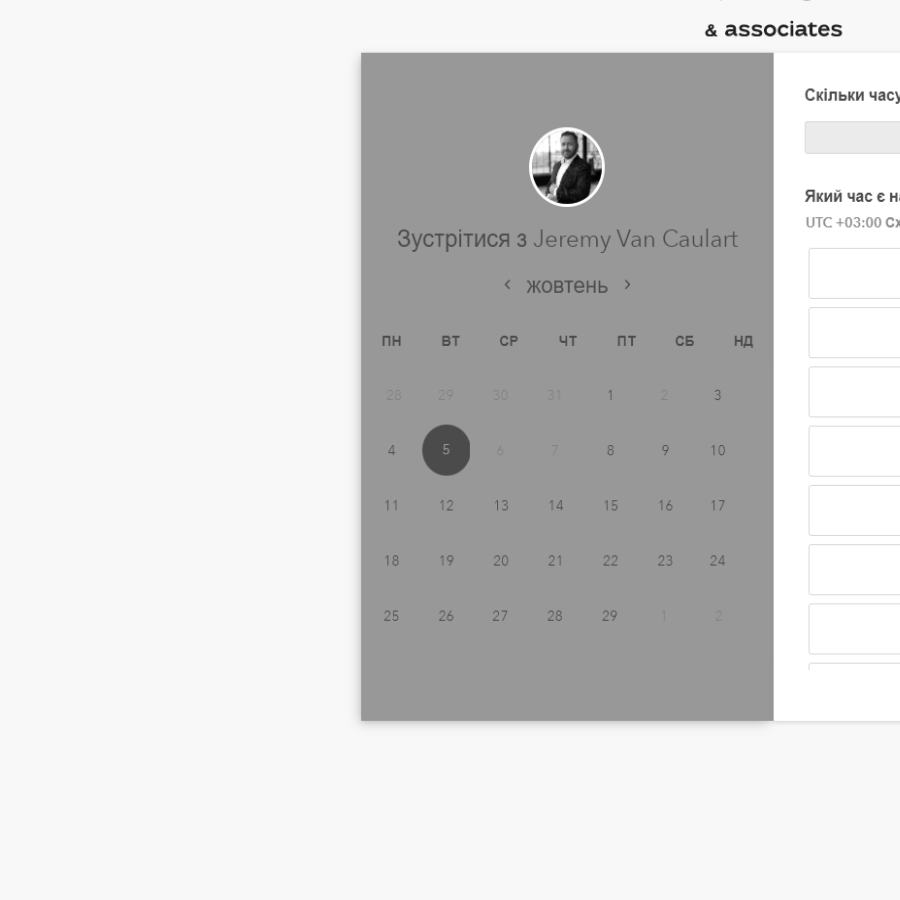 & associates
Зустрітися з Jeremy Van Caulart
‹ жовтень ›
ПН ВТ СР ЧТ ПТ СБ НД
28 29 30 31 1 2 3
4 5 6 7 8 9 10
11 12 13 14 15 16 17
18 19 20 21 22 23 24
25 26 27 28 29 1 2
Скільки часу
Який час є
UTC +03:00